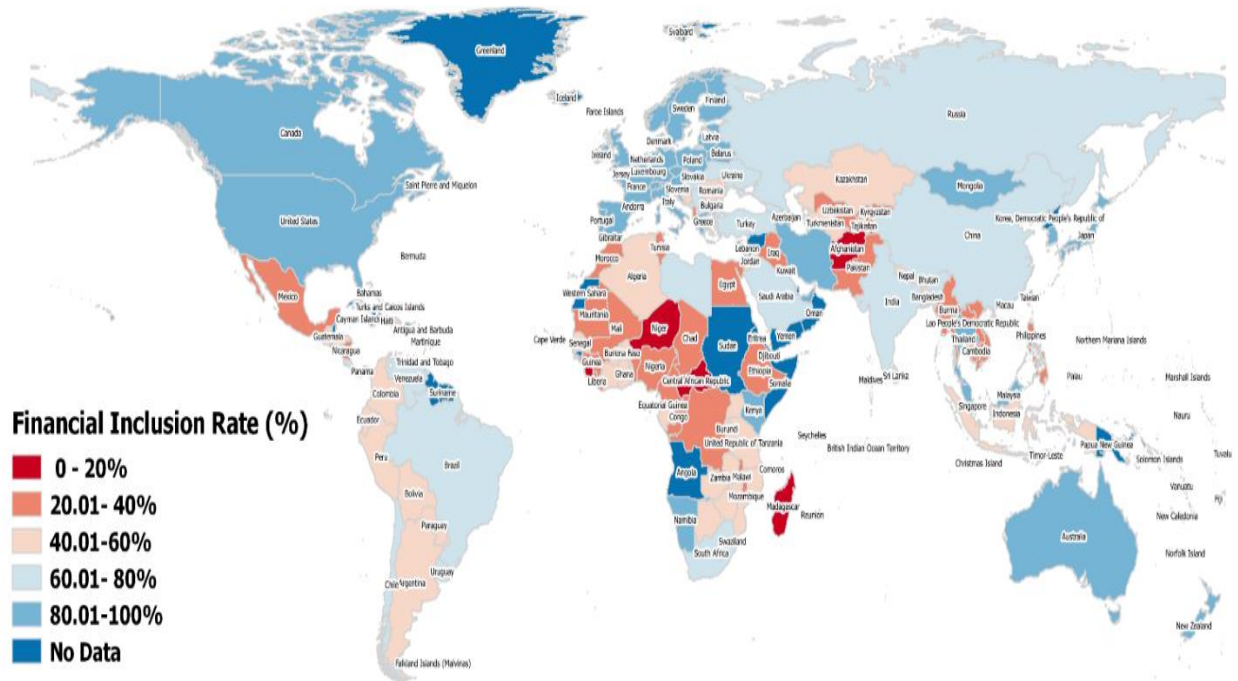 Svalbard
Greenland
Iceland
Faroe Islands
Sweden
Finland
Russia
Canada
Denmark
Latvia
Ireland
Netherlands
Poland
Belarus
Jersey
Luxembourg
Slovakia
Ukraine
Kazakhstan
Mongolia
Saint Pierre and Miquelon
France
Slovenia
Romania
Andorra
Italy
Bulgaria
United States
Portugal
Greece
Turkey
Azerbaijan
Uzbekistan
Kyrgyzstan
Turkmenistan
Tajikistan
Korea, Democratic People's Republic of
Japan
China
Gibraltar
Tunisia
Lebanon
Iraq
Afghanistan
Bermuda
Morocco
Jordan
Kuwait
Pakistan
Algeria
Egypt
Nepal
Bhutan
Mexico
Bahamas
Western Sahara
Saudi Arabia
India
Bangladesh
Taiwan
Macau
Turks and Caicos Islands
Cayman Islands
Haiti
Mauritania
Oman
Burma
Lao People's Democratic Republic
Guatemala
Antigua and Barbuda
Martinique
Cape Verde
Mali
Niger
Chad
Sudan
Eritrea
Yemen
Thailand
Philippines
Northern Mariana Islands
Nicaragua
Senegal
Burkina Faso
Djibouti
Cambodia
Trinidad and Tobago
Panama
Venezuela
Guinea
Ghana
Nigeria
Ethiopia
Liberia
Central African Republic
Somalia
Maldives
Sri Lanka
Palau
Marshall Islands
Colombia
Suriname
Equatorial Guinea
Congo
Kenya
Malaysia
Singapore
Indonesia
Nauru
Ecuador
Burundi
United Republic of Tanzania
Seychelles
British Indian Ocean Territory
Papua New Guinea
Solomon Islands
Tuvalu
Peru
Brazil
Angola
Zambia
Malawi
Comoros
Christmas Island
Timor-Leste
Bolivia
Mozambique
Madagascar
Reunion
Vanuatu
Fiji
Paraguay
Namibia
Swaziland
South Africa
Australia
New Caledonia
Norfolk Island
Uruguay
Chile
Argentina
New Zealand
Falkland Islands (Malvinas)
Financial Inclusion Rate (%)
0 - 20%
20.01- 40%
40.01-60%
60.01- 80%
80.01-100%
No Data